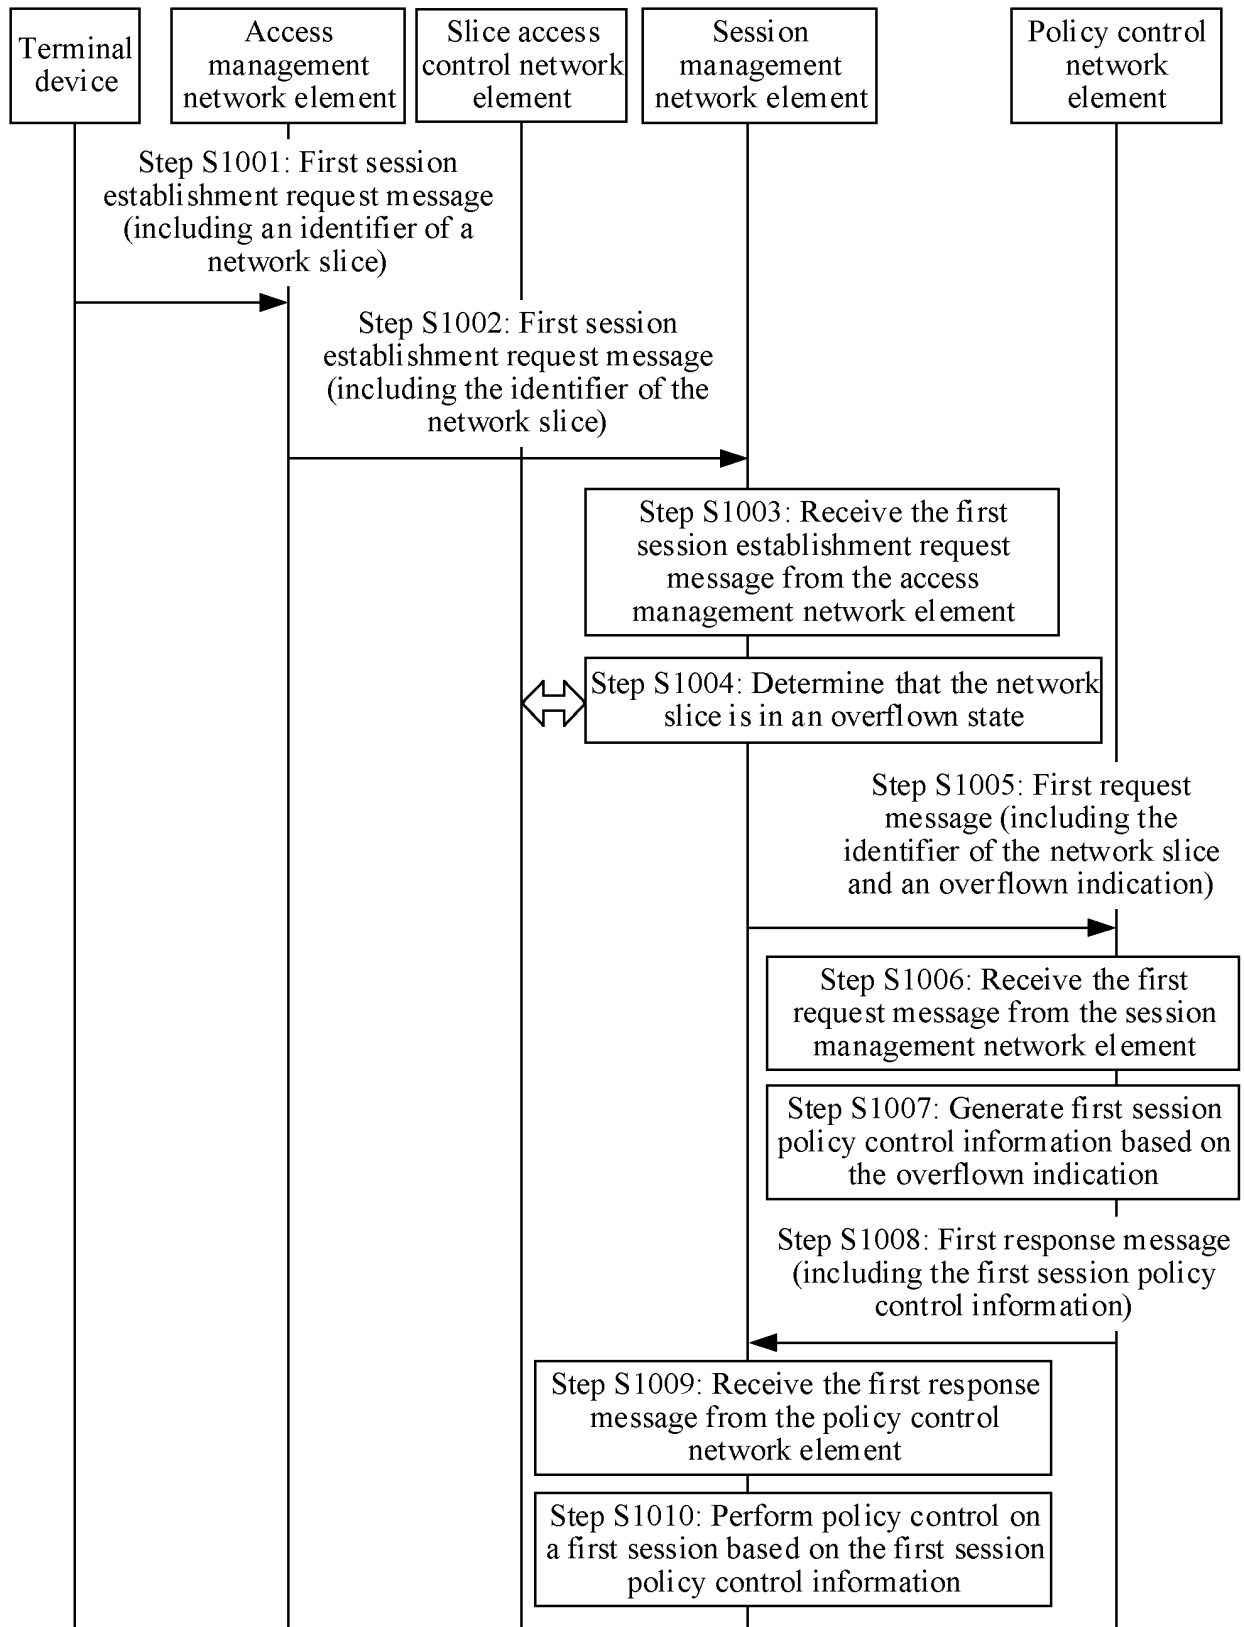 Terminal
device
Access
management
network element
Slice access
control network
element
Session
management
network element
Policy control
network
element
Step S1001: First session
establishment request message
(including an identifier of a
network slice)
Step S1002: First session
establishment request message
(including the identifier of the
network slice)
Step S1003: Receive the first
session establishment request
message from the access
management network element
Step S1004: Determine that the network
slice is in an overflown state
Step S1005: First request
message (including the
identifier of the network slice
and an overflown indication)
Step S1006: Receive the first
request message from the session
management network element
Step S1007: Generate first session
policy control information based on
the overflown indication
Step S1008: First response message
(including the first session policy
control information)
Step S1009: Receive the first response
message from the policy control
network element
Step S1010: Perform policy control on
a first session based on the first session
policy control information